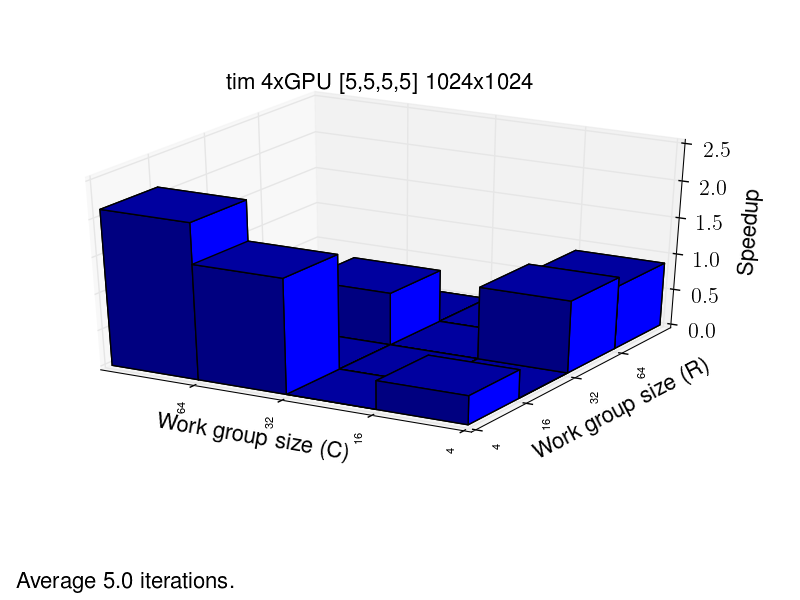 tim 4xGPU [5,5,5,5] 1024x1024
2.5
2.0
1.5
1.0
0.5
0.0
Speedup
64
32
16
4
Work group size (C)
4
16
32
64
Work group size (R)
Average 5.0 iterations.